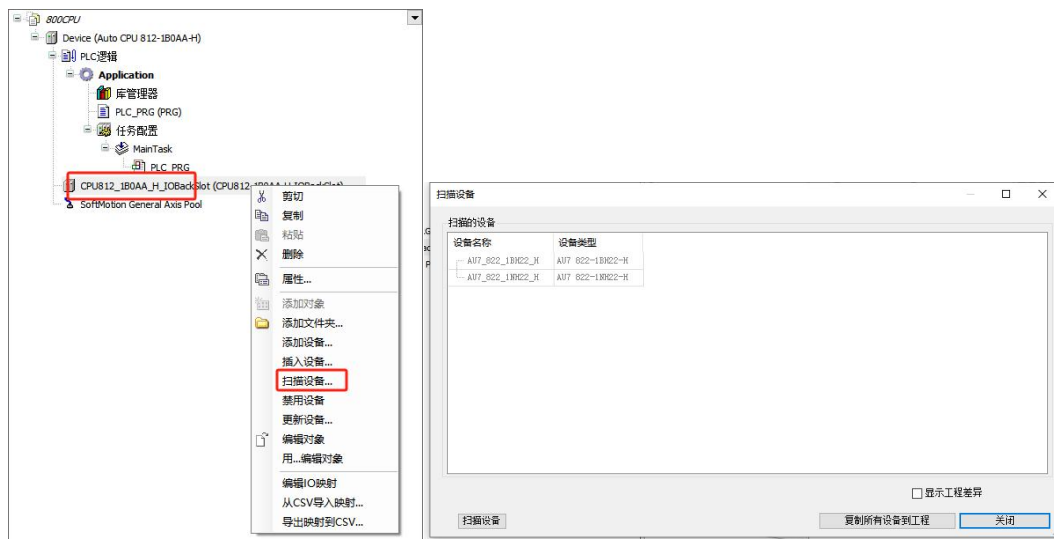 800CPU
Device (Auto CPU 812-1B0AA-H)
PLC逻辑
Application
库管理器
PLC_PRG (PRG)
任务配置
MainTask
PLC_PRG
CPU812_1B0AA_H_IOBackSlot (CPU812_1B0AA_H_IOBackSlot)
SoftMotion General Axis Pool
剪切
复制
粘贴
删除
属性...
添加对象
添加文件夹...
添加设备...
插入设备...
扫描设备...
禁用设备
更新设备...
编辑对象
用...编辑对象
编辑IO映射
从CSV导入映射...
导出映射到CSV...
扫描设备
扫描的设备
设备名称 设备类型
AU7_822_1BH22_H AU7 822-1BH22-H
AU7_822_1NH22_H AU7 822-1NH22-H
显示工程差异
扫描设备 复制所有设备到工程 关闭